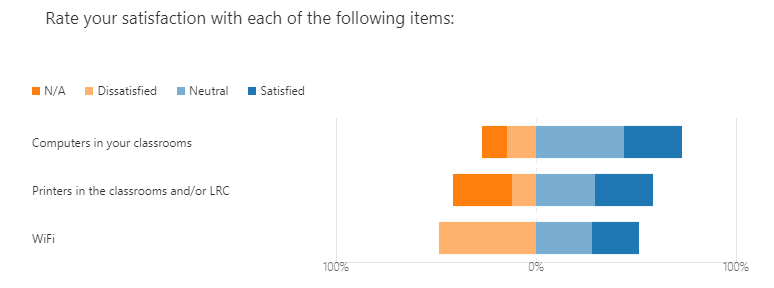 Rate your satisfaction with each of the following items:
N/A Dissatisfied Neutral Satisfied
Computers in your classrooms
Printers in the classrooms and/or LRC
WiFi
100% 0% 100%